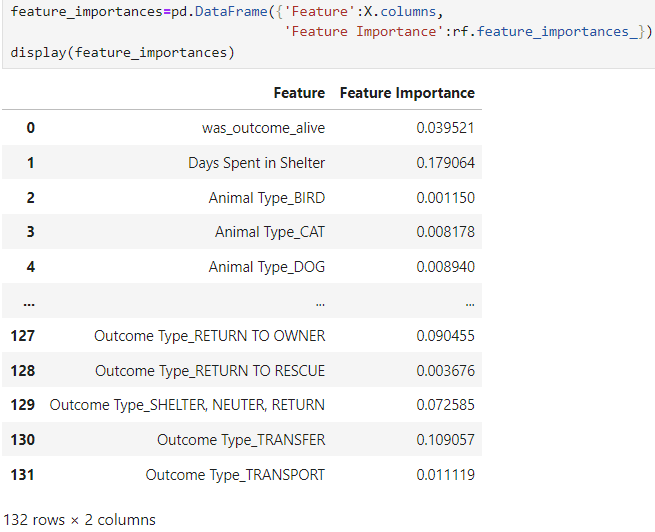 feature_importances=pd.DataFrame({'Feature':X.columns,
'Feature Importance':rf.feature_importances_})
display(feature_importances)
Feature Feature Importance
0 was_outcome_alive 0.039521
1 Days Spent in Shelter 0.179064
2 Animal Type_BIRD 0.001150
3 Animal Type_CAT 0.008178
4 Animal Type_DOG 0.008940
... ... ...
127 Outcome Type_RETURN TO OWNER 0.090455
128 Outcome Type_RETURN TO RESCUE 0.003676
129 Outcome Type_SHELTER, NEUTER, RETURN 0.072585
130 Outcome Type_TRANSFER 0.109057
131 Outcome Type_TRANSPORT 0.011119
132 rows × 2 columns